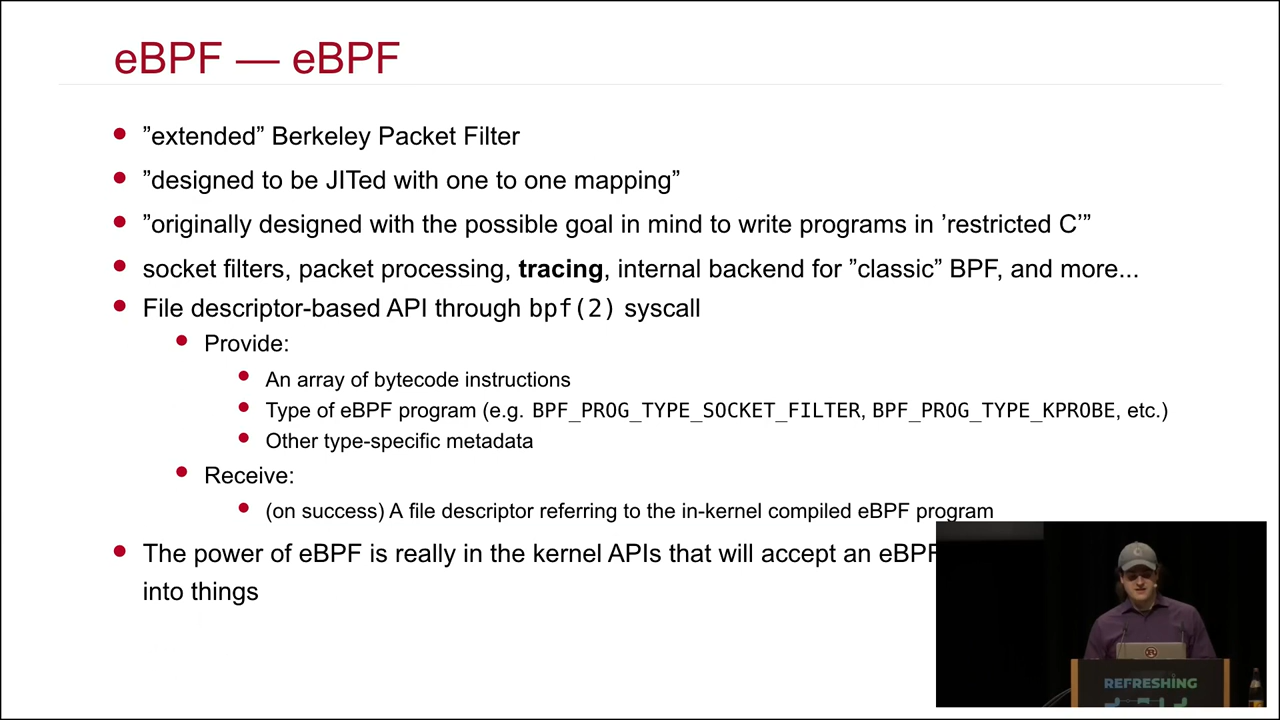 eBPF — eBPF
”extended” Berkeley Packet Filter
”designed to be JITed with one to one mapping”
”originally designed with the possible goal in mind to write programs in ’restricted C’”
socket filters, packet processing, tracing, internal backend for ”classic” BPF, and more...
File descriptor-based API through bpf(2) syscall
Provide:
An array of bytecode instructions
Type of eBPF program (e.g. BPF_PROG_TYPE_SOCKET_FILTER, BPF_PROG_TYPE_KPROBE, etc.)
Other type-specific metadata
Receive:
(on success) A file descriptor referring to the in-kernel compiled eBPF program
The power of eBPF is really in the kernel APIs that will accept an eBPF
into things
REFRESHING